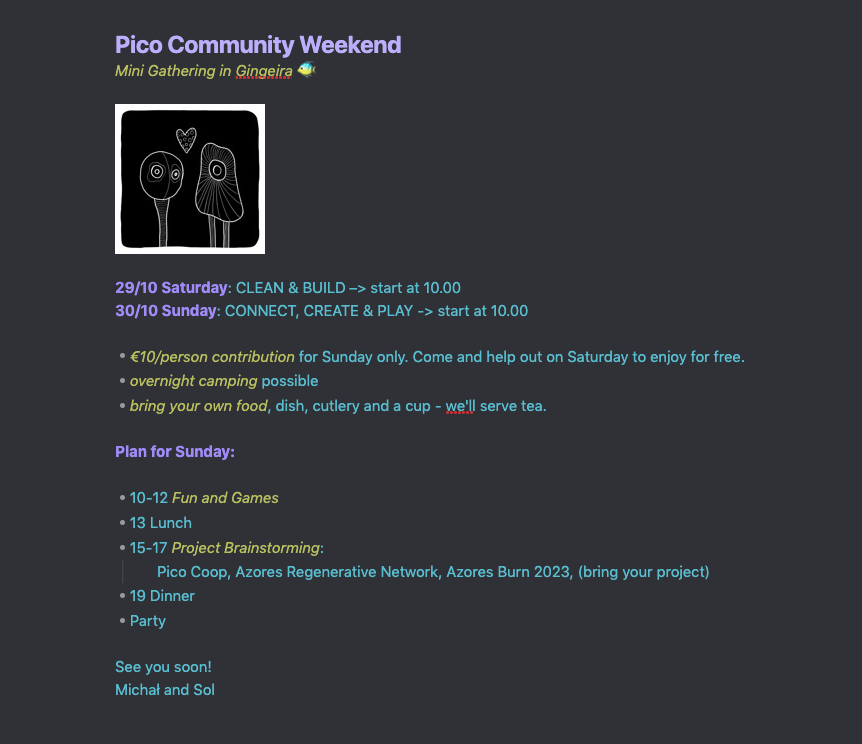 Pico Community Weekend
Mini Gathering in Gingeira 🐠
29/10 Saturday: CLEAN & BUILD –> start at 10.00
30/10 Sunday: CONNECT, CREATE & PLAY -> start at 10.00
• €10/person contribution for Sunday only. Come and help out on Saturday to enjoy for free.
• overnight camping possible
• bring your own food, dish, cutlery and a cup - we'll serve tea.
Plan for Sunday:
• 10-12 Fun and Games
• 13 Lunch
• 15-17 Project Brainstorming:
Pico Coop, Azores Regenerative Network, Azores Burn 2023, (bring your project)
• 19 Dinner
• Party
See you soon!
Michał and Sol